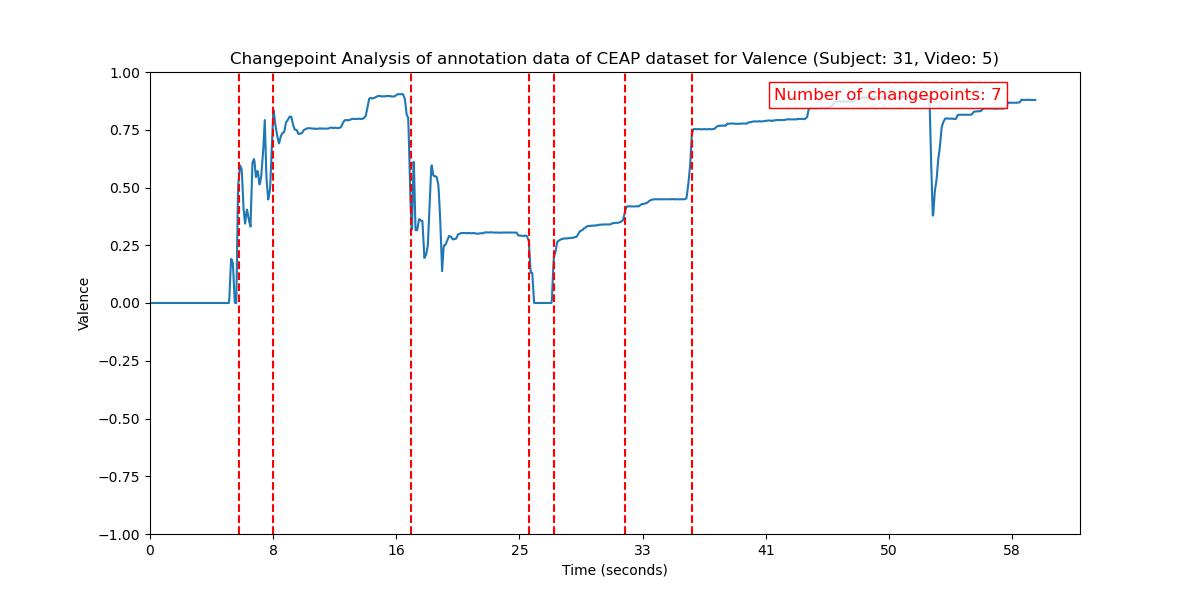 Changepoint Analysis of annotation data of CEAP dataset for Valence (Subject: 31, Video: 5)
Number of changepoints: 7
1.00
0.75
0.50
0.25
0.00
−0.25
−0.50
−0.75
−1.00
Valence
0 8 16 25 33 41 50 58
Time (seconds)